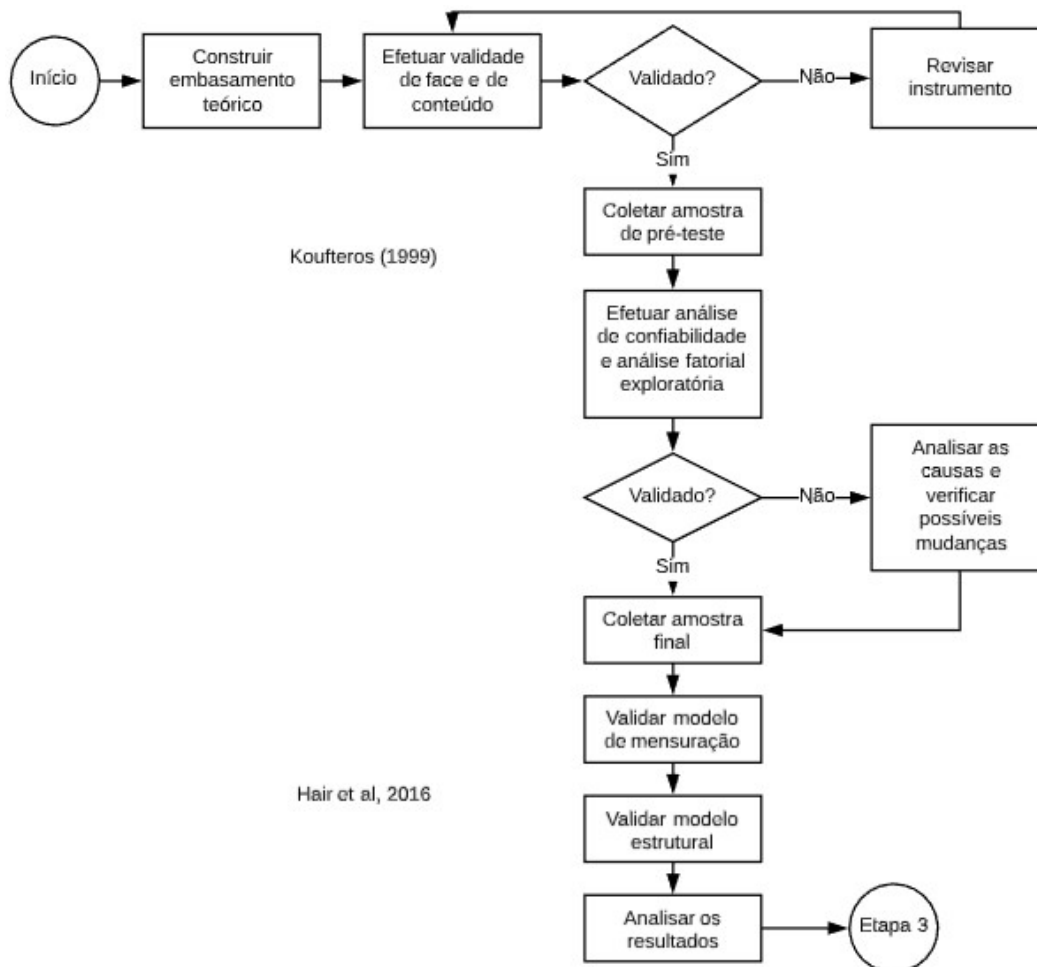 Início
Construir
embasamento
teórico
Efetuar validade
de face e de
conteúdo
Validado?
Não
Revisar
instrumento
Sim
Coletar amostra
de pré-teste
Koufteros (1999)
Efetuar análise
de confiabilidade
e análise fatorial
exploratória
Validado?
Não
Analisar as
causas e
verificar
possíveis
mudanças
Sim
Coletar amostra
final
Validar modelo
de mensuração
Hair et al, 2016
Validar modelo
estrutural
Analisar os
resultados
Etapa 3